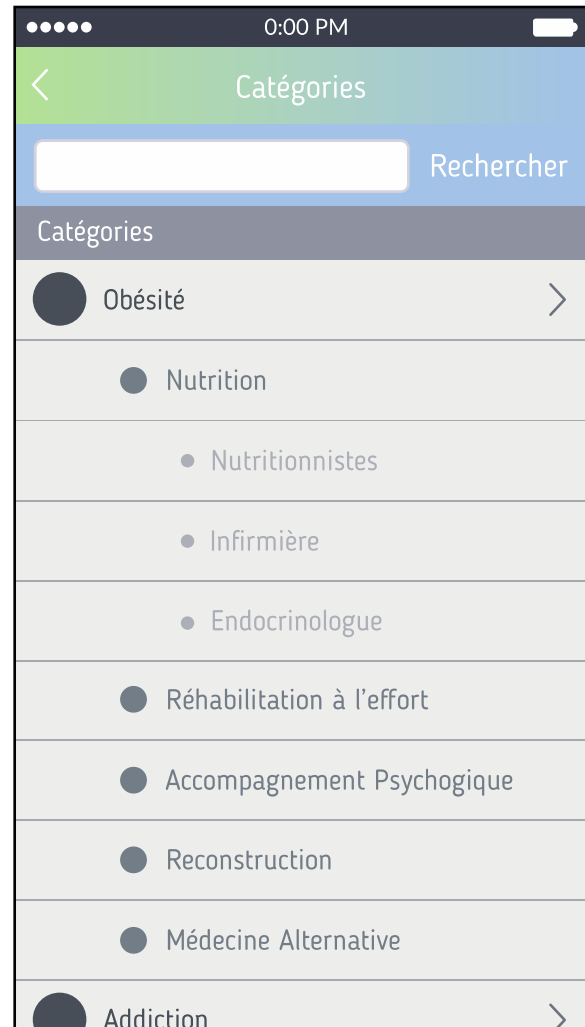 0:00 PM
Catégories
Rechercher
Catégories
Obésité
Nutrition
Nutritionnistes
Infirmière
Endocrinologue
Réhabilitation à l’effort
Accompagnement Psychogique
Reconstruction
Médecine Alternative
Addiction